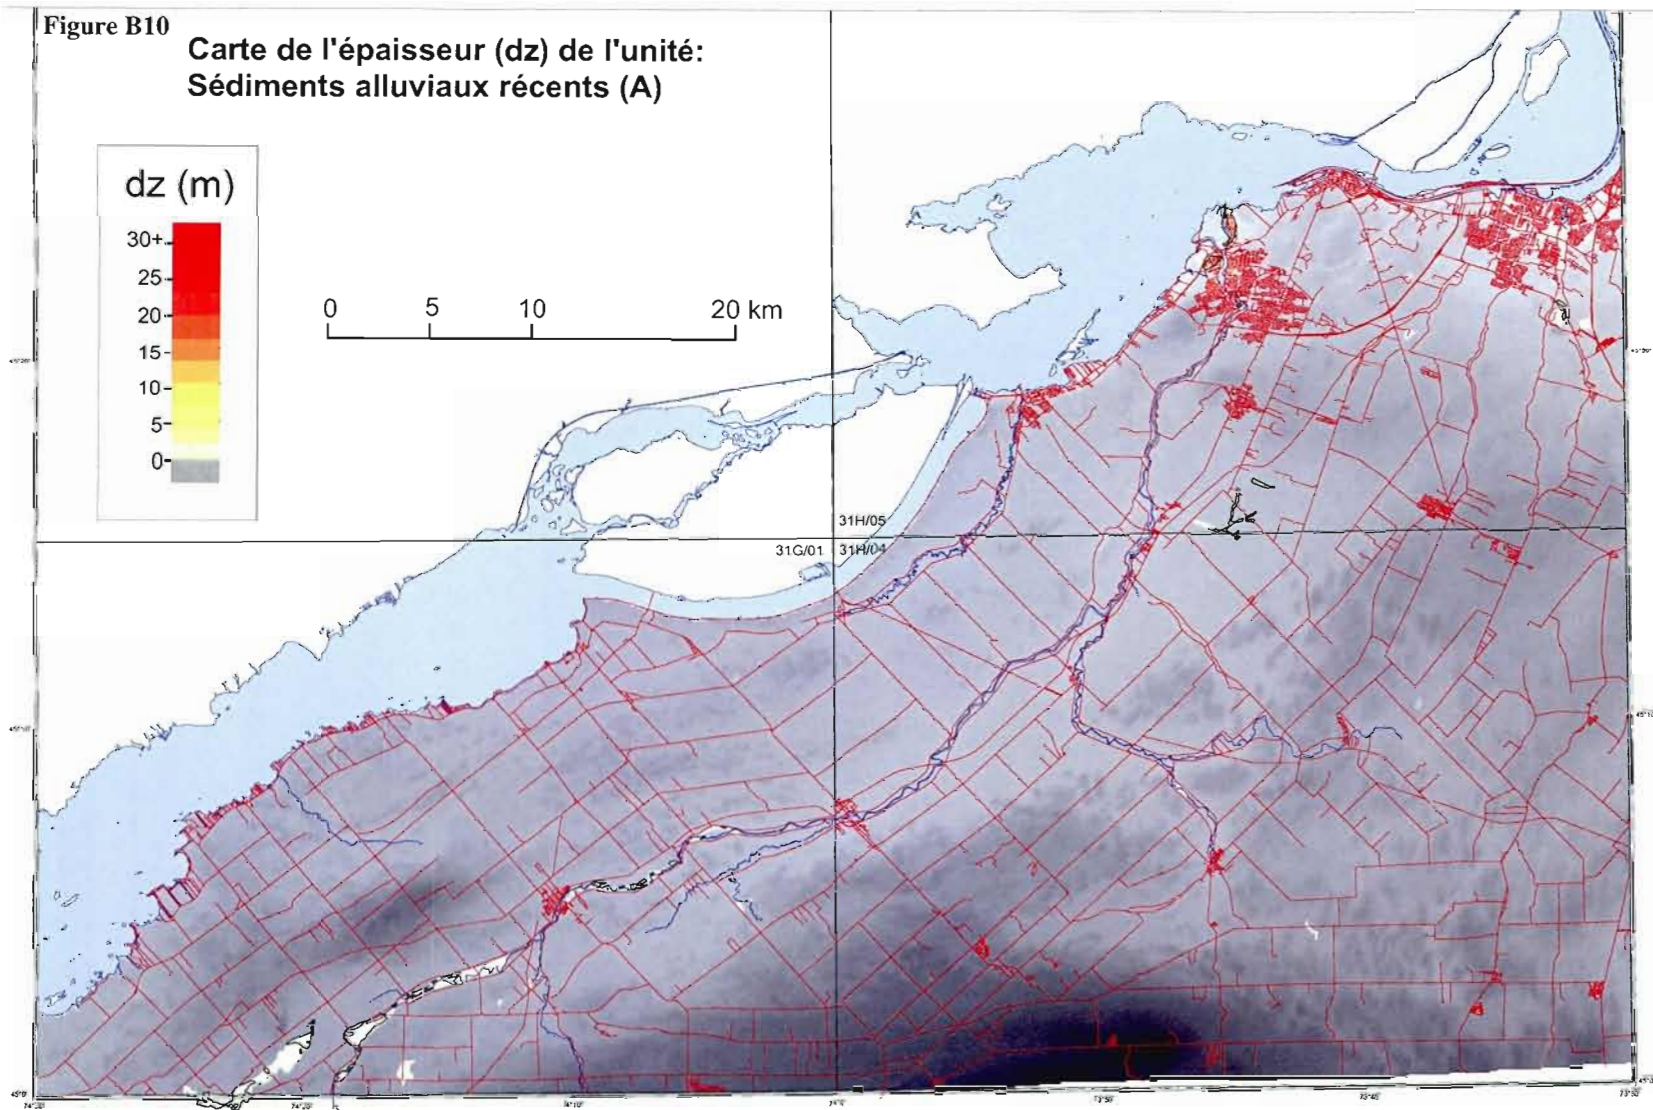 Figure B10
Carte de l'épaisseur (dz) de l'unité:
Sédiments alluviaux récents (A)
dz (m)
30+
25
20
15
10
5
0
0 5 10 20 km
31H/05
31G/01 31H/04